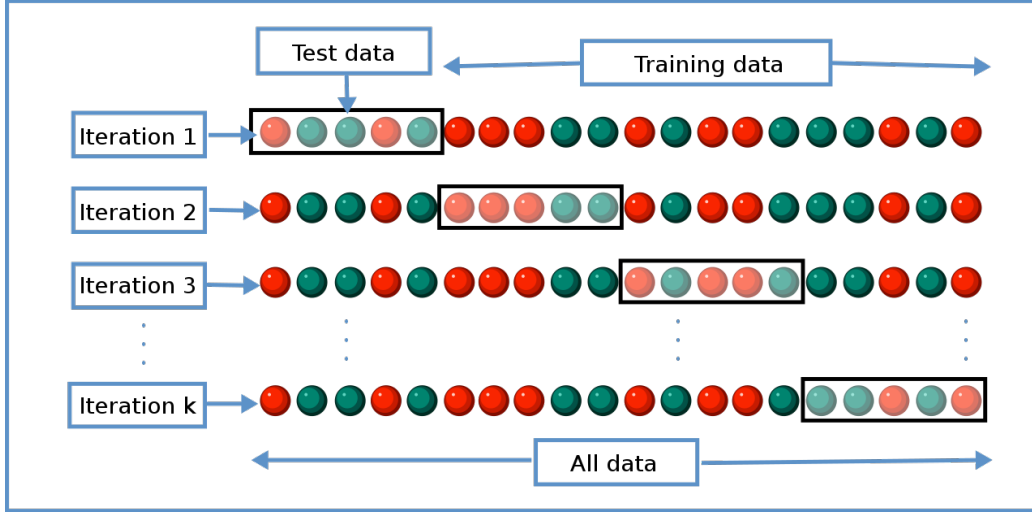 Test data
Training data
Iteration 1
Iteration 2
Iteration 3
Iteration k
All data